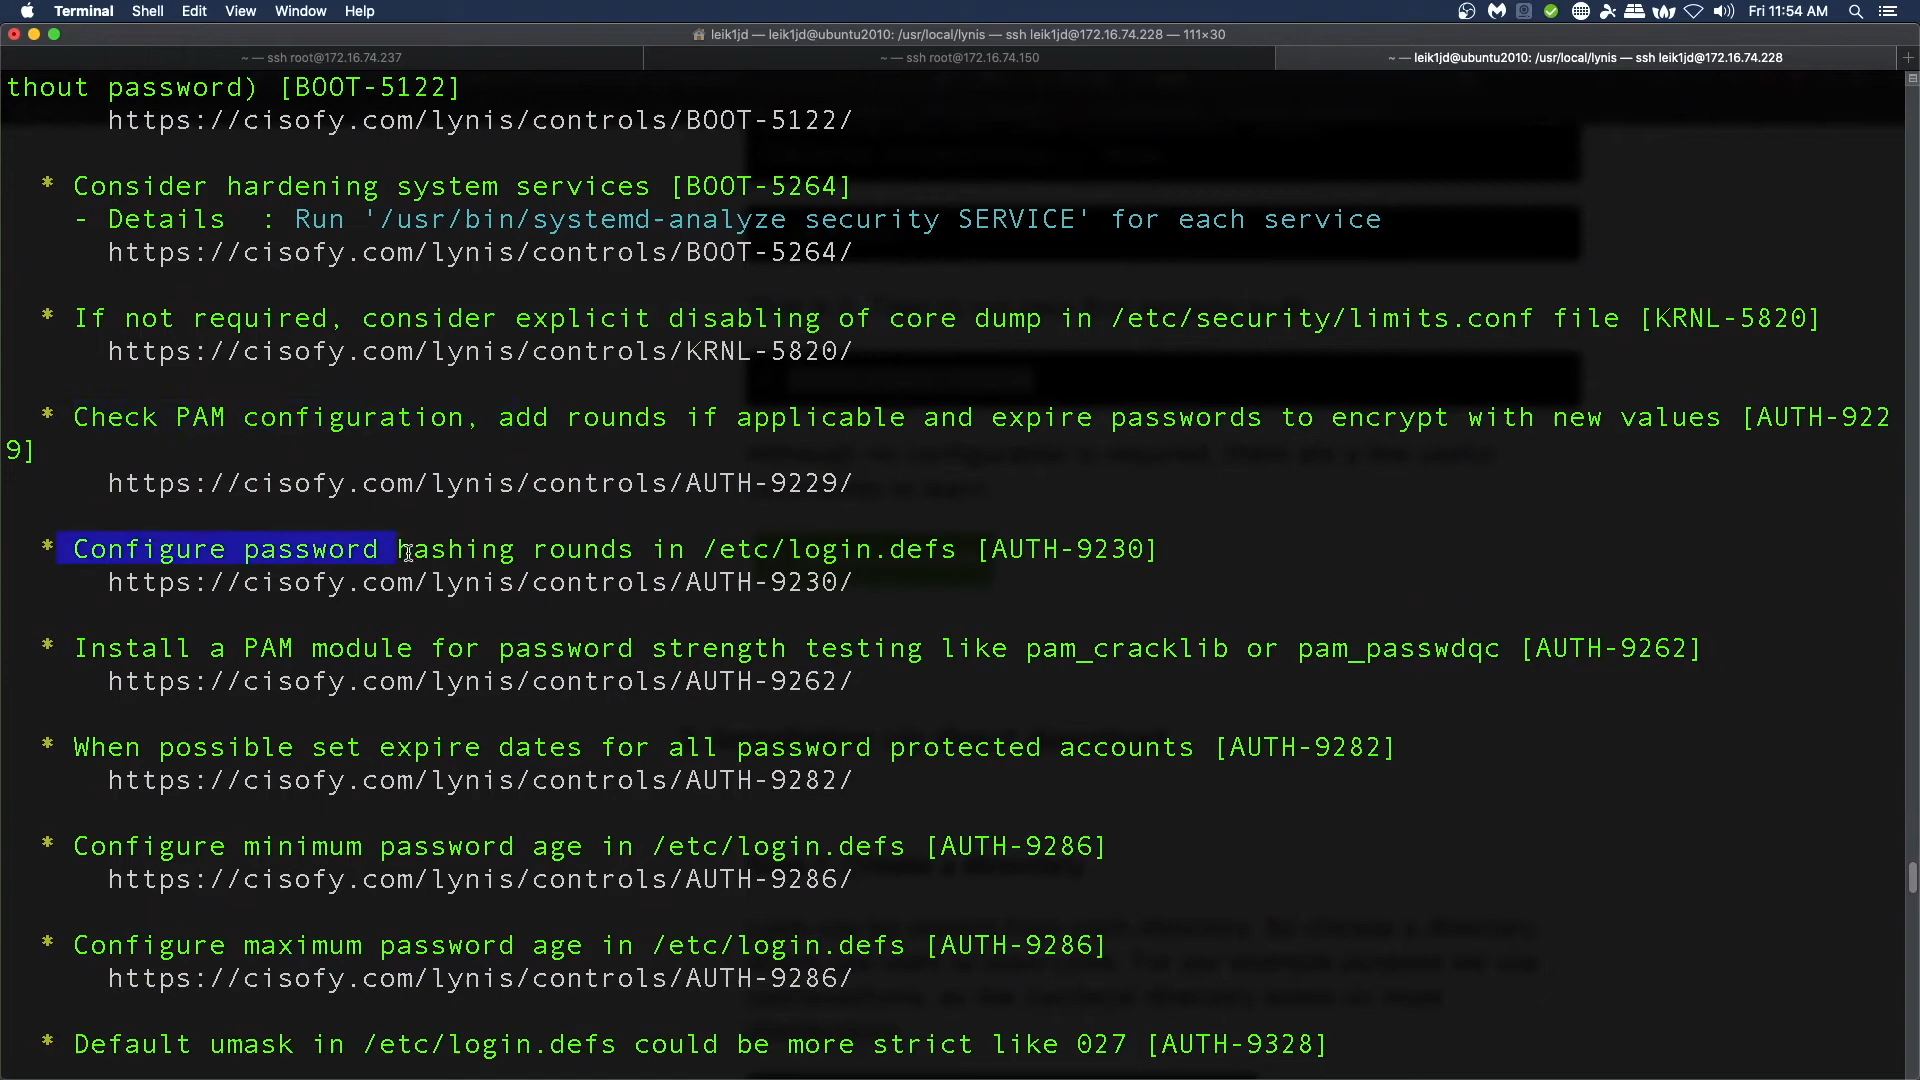 Terminal Shell Edit View Window Help Fri 11:54 AM
leik1jd — leik1jd@ubuntu2010: /usr/local/lynis — ssh leik1jd@172.16.74.228 — 111×30
~ — ssh root@172.16.74.237 ~ — ssh root@172.16.74.150 ~ — leik1jd@ubuntu2010: /usr/local/lynis — ssh leik1jd@172.16.74.228
thout password) [BOOT-5122]
https://cisofy.com/lynis/controls/BOOT-5122/
* Consider hardening system services [BOOT-5264]
- Details  : Run '/usr/bin/systemd-analyze security SERVICE' for each service
https://cisofy.com/lynis/controls/BOOT-5264/
* If not required, consider explicit disabling of core dump in /etc/security/limits.conf file [KRNL-5820]
https://cisofy.com/lynis/controls/KRNL-5820/
* Check PAM configuration, add rounds if applicable and expire passwords to encrypt with new values [AUTH-922
9]
https://cisofy.com/lynis/controls/AUTH-9229/
* Configure password hashing rounds in /etc/login.defs [AUTH-9230]
https://cisofy.com/lynis/controls/AUTH-9230/
* Install a PAM module for password strength testing like pam_cracklib or pam_passwdqc [AUTH-9262]
https://cisofy.com/lynis/controls/AUTH-9262/
* When possible set expire dates for all password protected accounts [AUTH-9282]
https://cisofy.com/lynis/controls/AUTH-9282/
* Configure minimum password age in /etc/login.defs [AUTH-9286]
https://cisofy.com/lynis/controls/AUTH-9286/
* Configure maximum password age in /etc/login.defs [AUTH-9286]
https://cisofy.com/lynis/controls/AUTH-9286/
* Default umask in /etc/login.defs could be more strict like 027 [AUTH-9328]